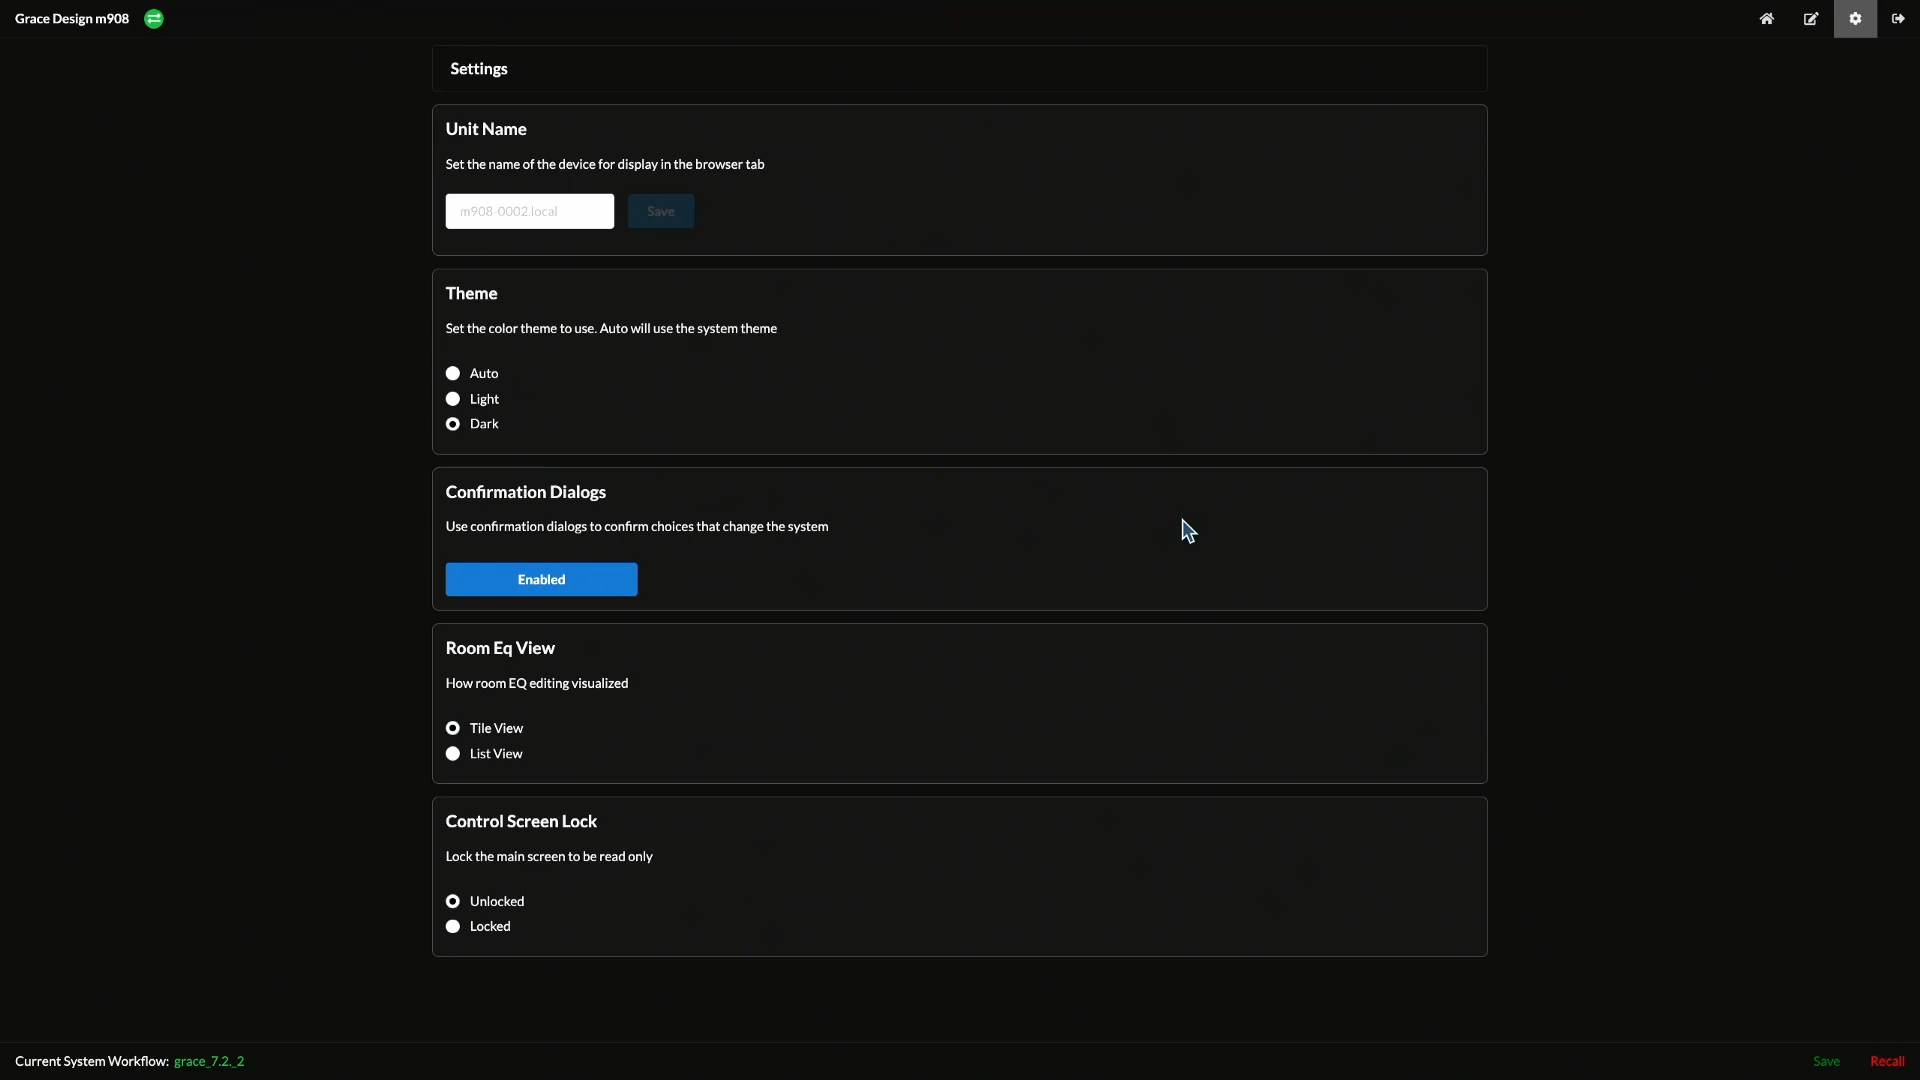 Grace Design m908
Settings
Unit Name
Set the name of the device for display in the browser tab
m908-0002.local
Save
Theme
Set the color theme to use. Auto will use the system theme
Auto
Light
Dark
Confirmation Dialogs
Use confirmation dialogs to confirm choices that change the system
Enabled
Room Eq View
How room EQ editing visualized
Tile View
List View
Control Screen Lock
Lock the main screen to be read only
Unlocked
Locked
Current System Workflow: grace_7.2._2
Save
Recall